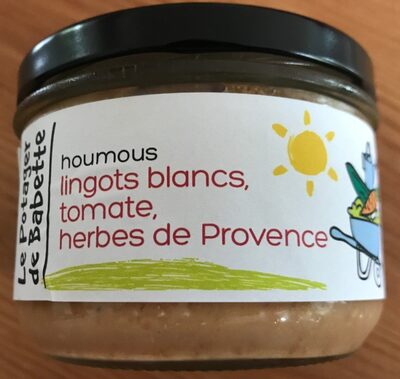 Le Potager
de Babette
houmous
lingots blancs,
tomate,
herbes de Provence